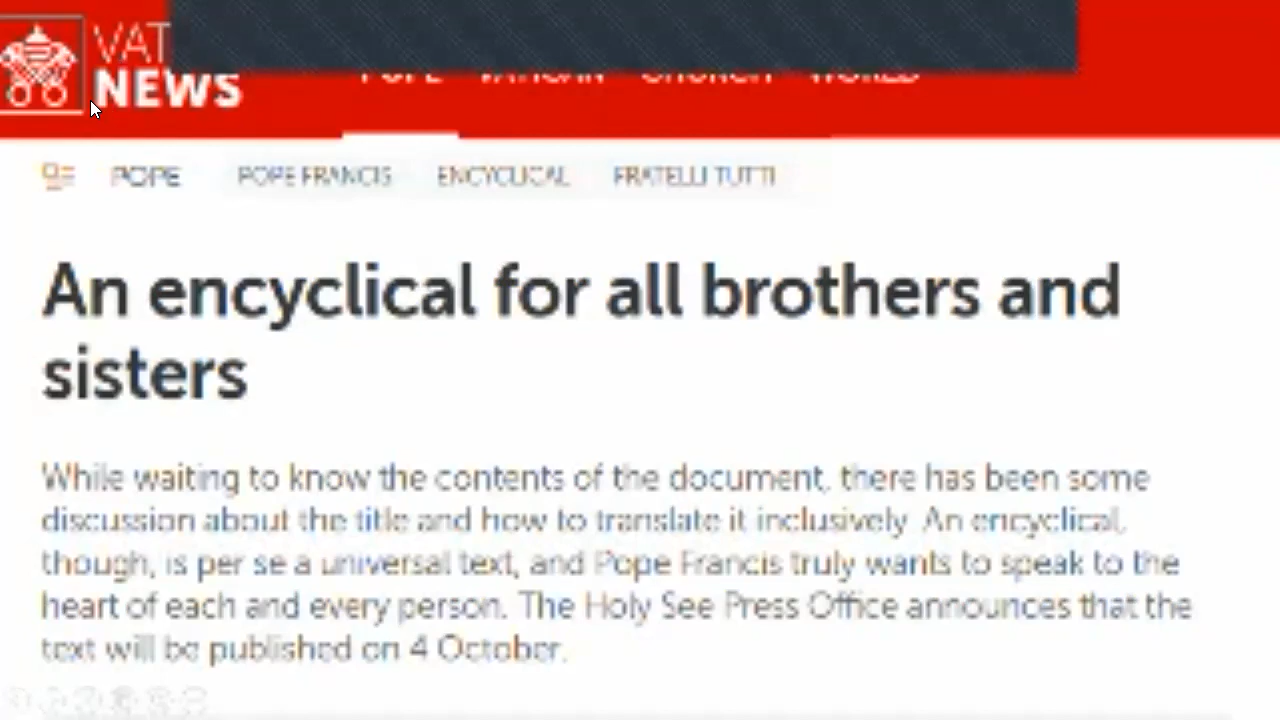 VAT
NEWS
POPE VATICAN CHURCH WORLD
POPE POPE FRANCIS ENCYCLICAL FRATELLI TUTTI
An encyclical for all brothers and
sisters
While waiting to know the contents of the document, there has been some
discussion about the title and how to translate it inclusively. An encyclical,
though, is per se a universal text, and Pope Francis truly wants to speak to the
heart of each and every person. The Holy See Press Office announces that the
text will be published on 4 October.